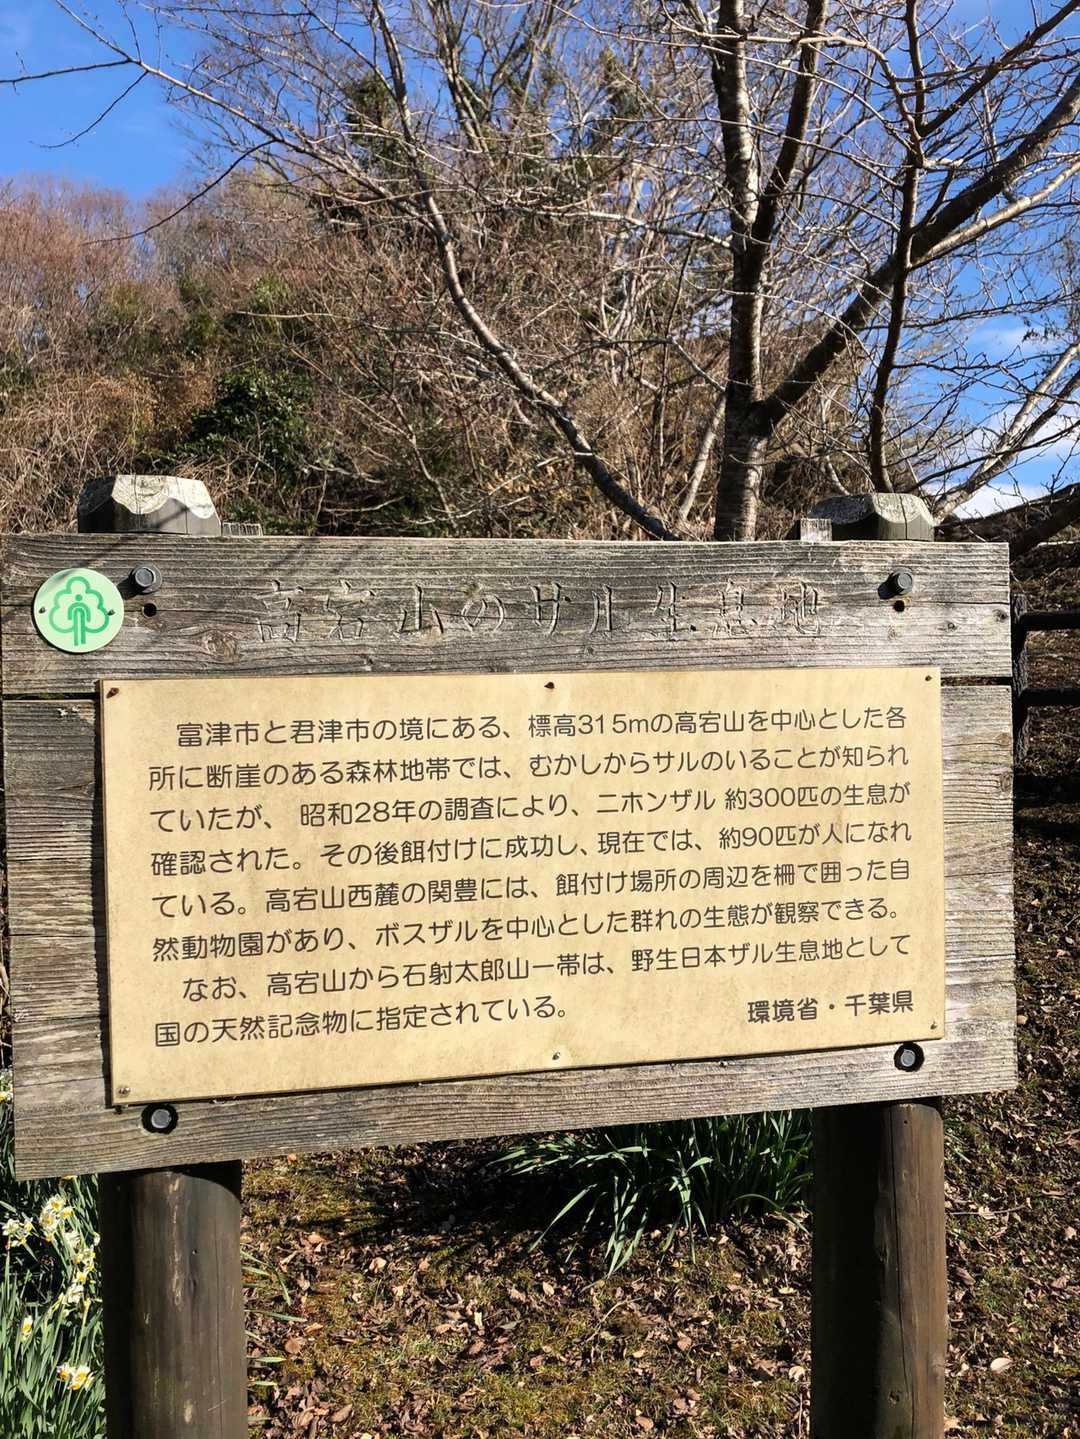 高宕山のサル生息地
富津市と君津市の境にある、標高315mの高宕山を中心とした各
所に断崖のある森林地帯では、むかしからサルのいることが知られ
ていたが、昭和28年の調査により、ニホンザル 約300匹の生息が
確認された。その後餌付けに成功し、現在では、約90匹が人になれ
ている。高宕山西麓の関豊には、餌付け場所の周辺を柵で囲った自
然動物園があり、ボスザルを中心とした群れの生態が観察できる。
なお、高宕山から石射太郎山一帯は、野生日本ザル生息地として
国の天然記念物に指定されている。
環境省・千葉県